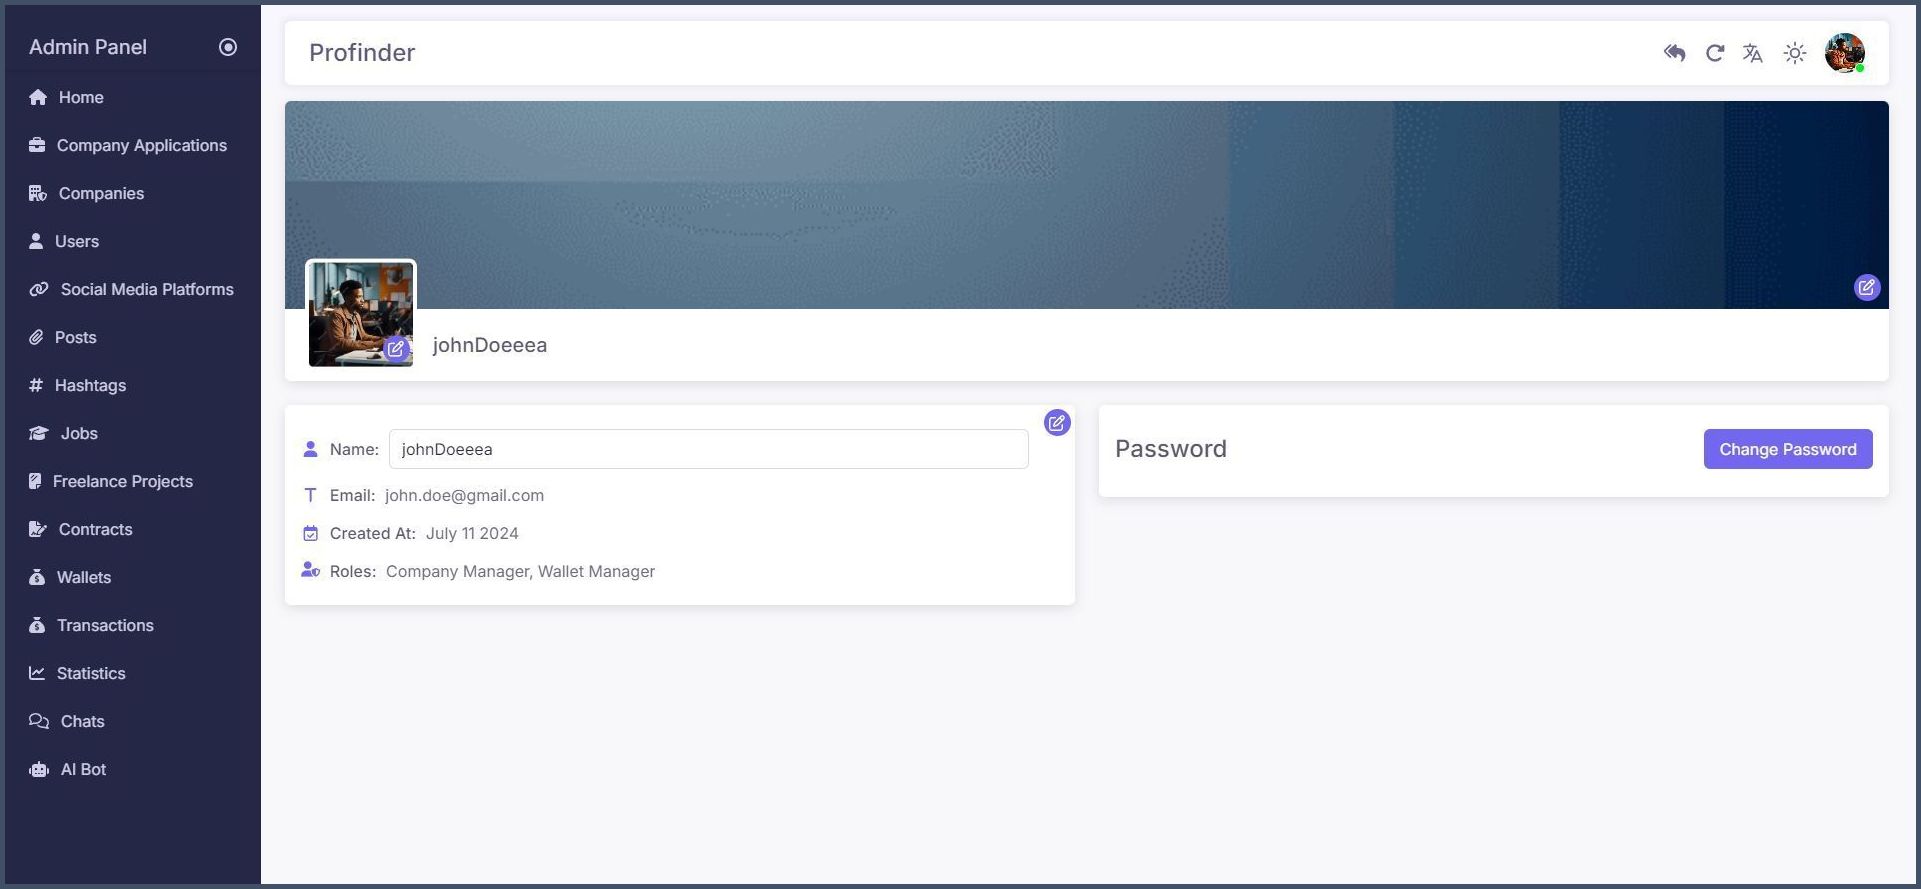 Admin Panel
Home
Company Applications
Companies
Users
Social Media Platforms
Posts
Hashtags
Jobs
Freelance Projects
Contracts
Wallets
Transactions
Statistics
Chats
AI Bot
Profinder
johnDoeeea
Name: johnDoeeea
Email: john.doe@gmail.com
Created At: July 11 2024
Roles: Company Manager, Wallet Manager
Password
Change Password